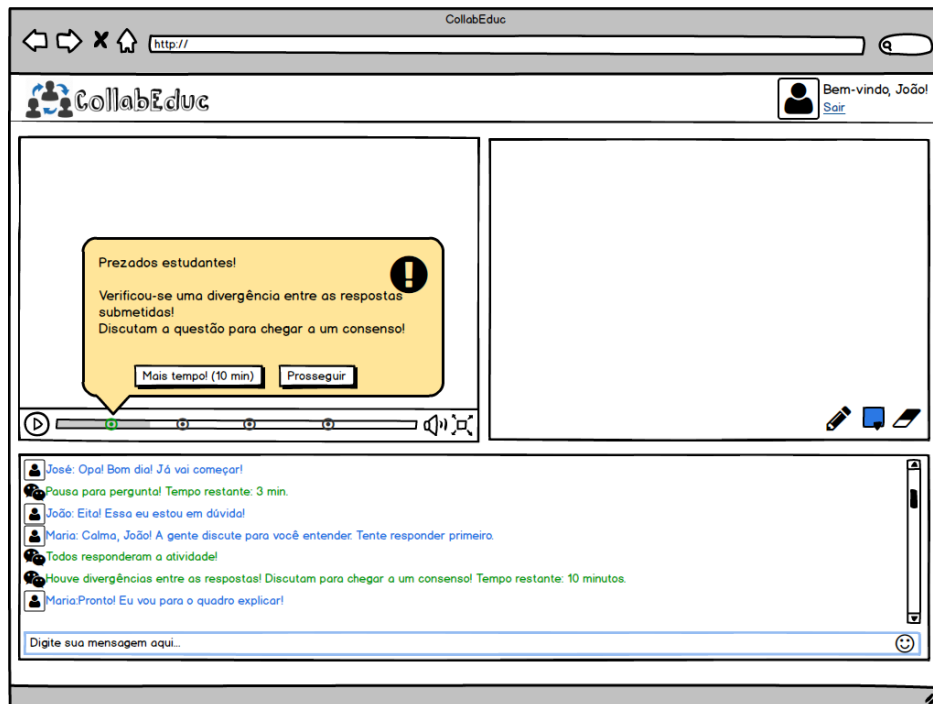 CollabEduc
http://
CollabEduc
Bem-vindo, João!
Sair
Prezados estudantes!
Verificou-se uma divergência entre as respostas
submetidas!
Discutam a questão para chegar a um consenso!
Mais tempo! (10 min)
Prosseguir
José: Opa! Bom dia! Já vai começar!
Pausa para pergunta! Tempo restante: 3 min.
João: Eita! Essa eu estou em dúvida!
Maria: Calma, João! A gente discute para você entender. Tente responder primeiro.
Todos responderam a atividade!
Houve divergências entre as respostas! Discutam para chegar a um consenso! Tempo restante: 10 minutos.
Maria:Pronto! Eu vou para o quadro explicar!
Digite sua mensagem aqui...